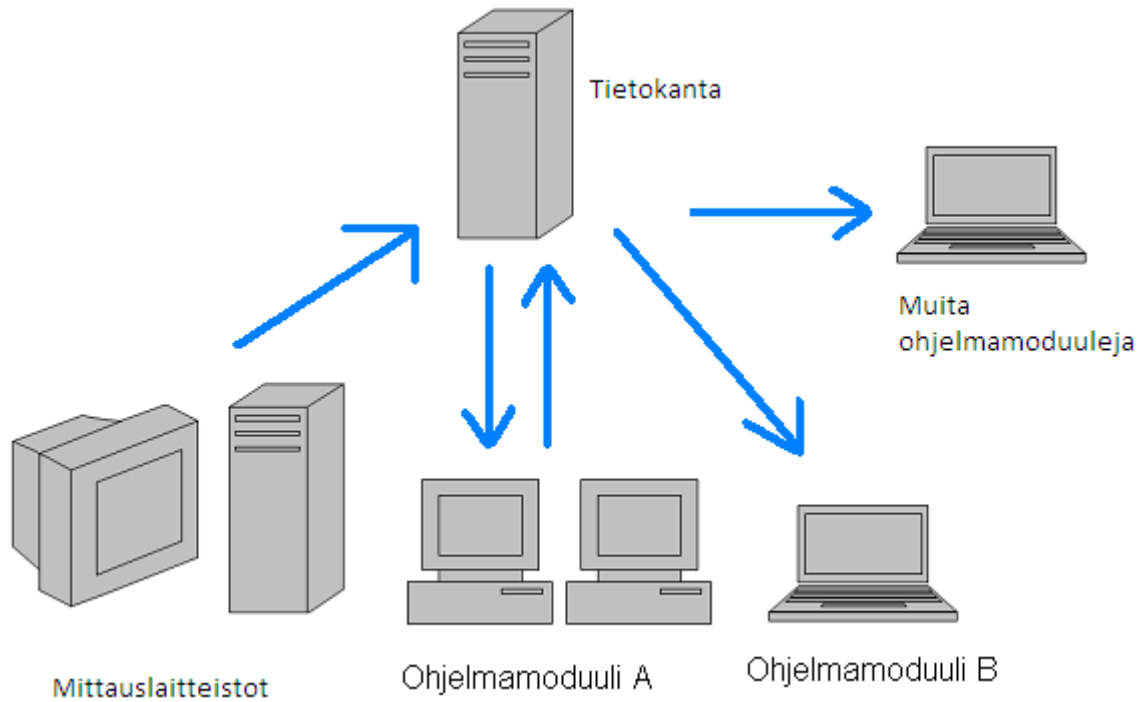 Tietokanta
Muita
ohjelmamoduuleja
Mittauslaitteistot
Ohjelmamoduuli A
Ohjelmamoduuli B